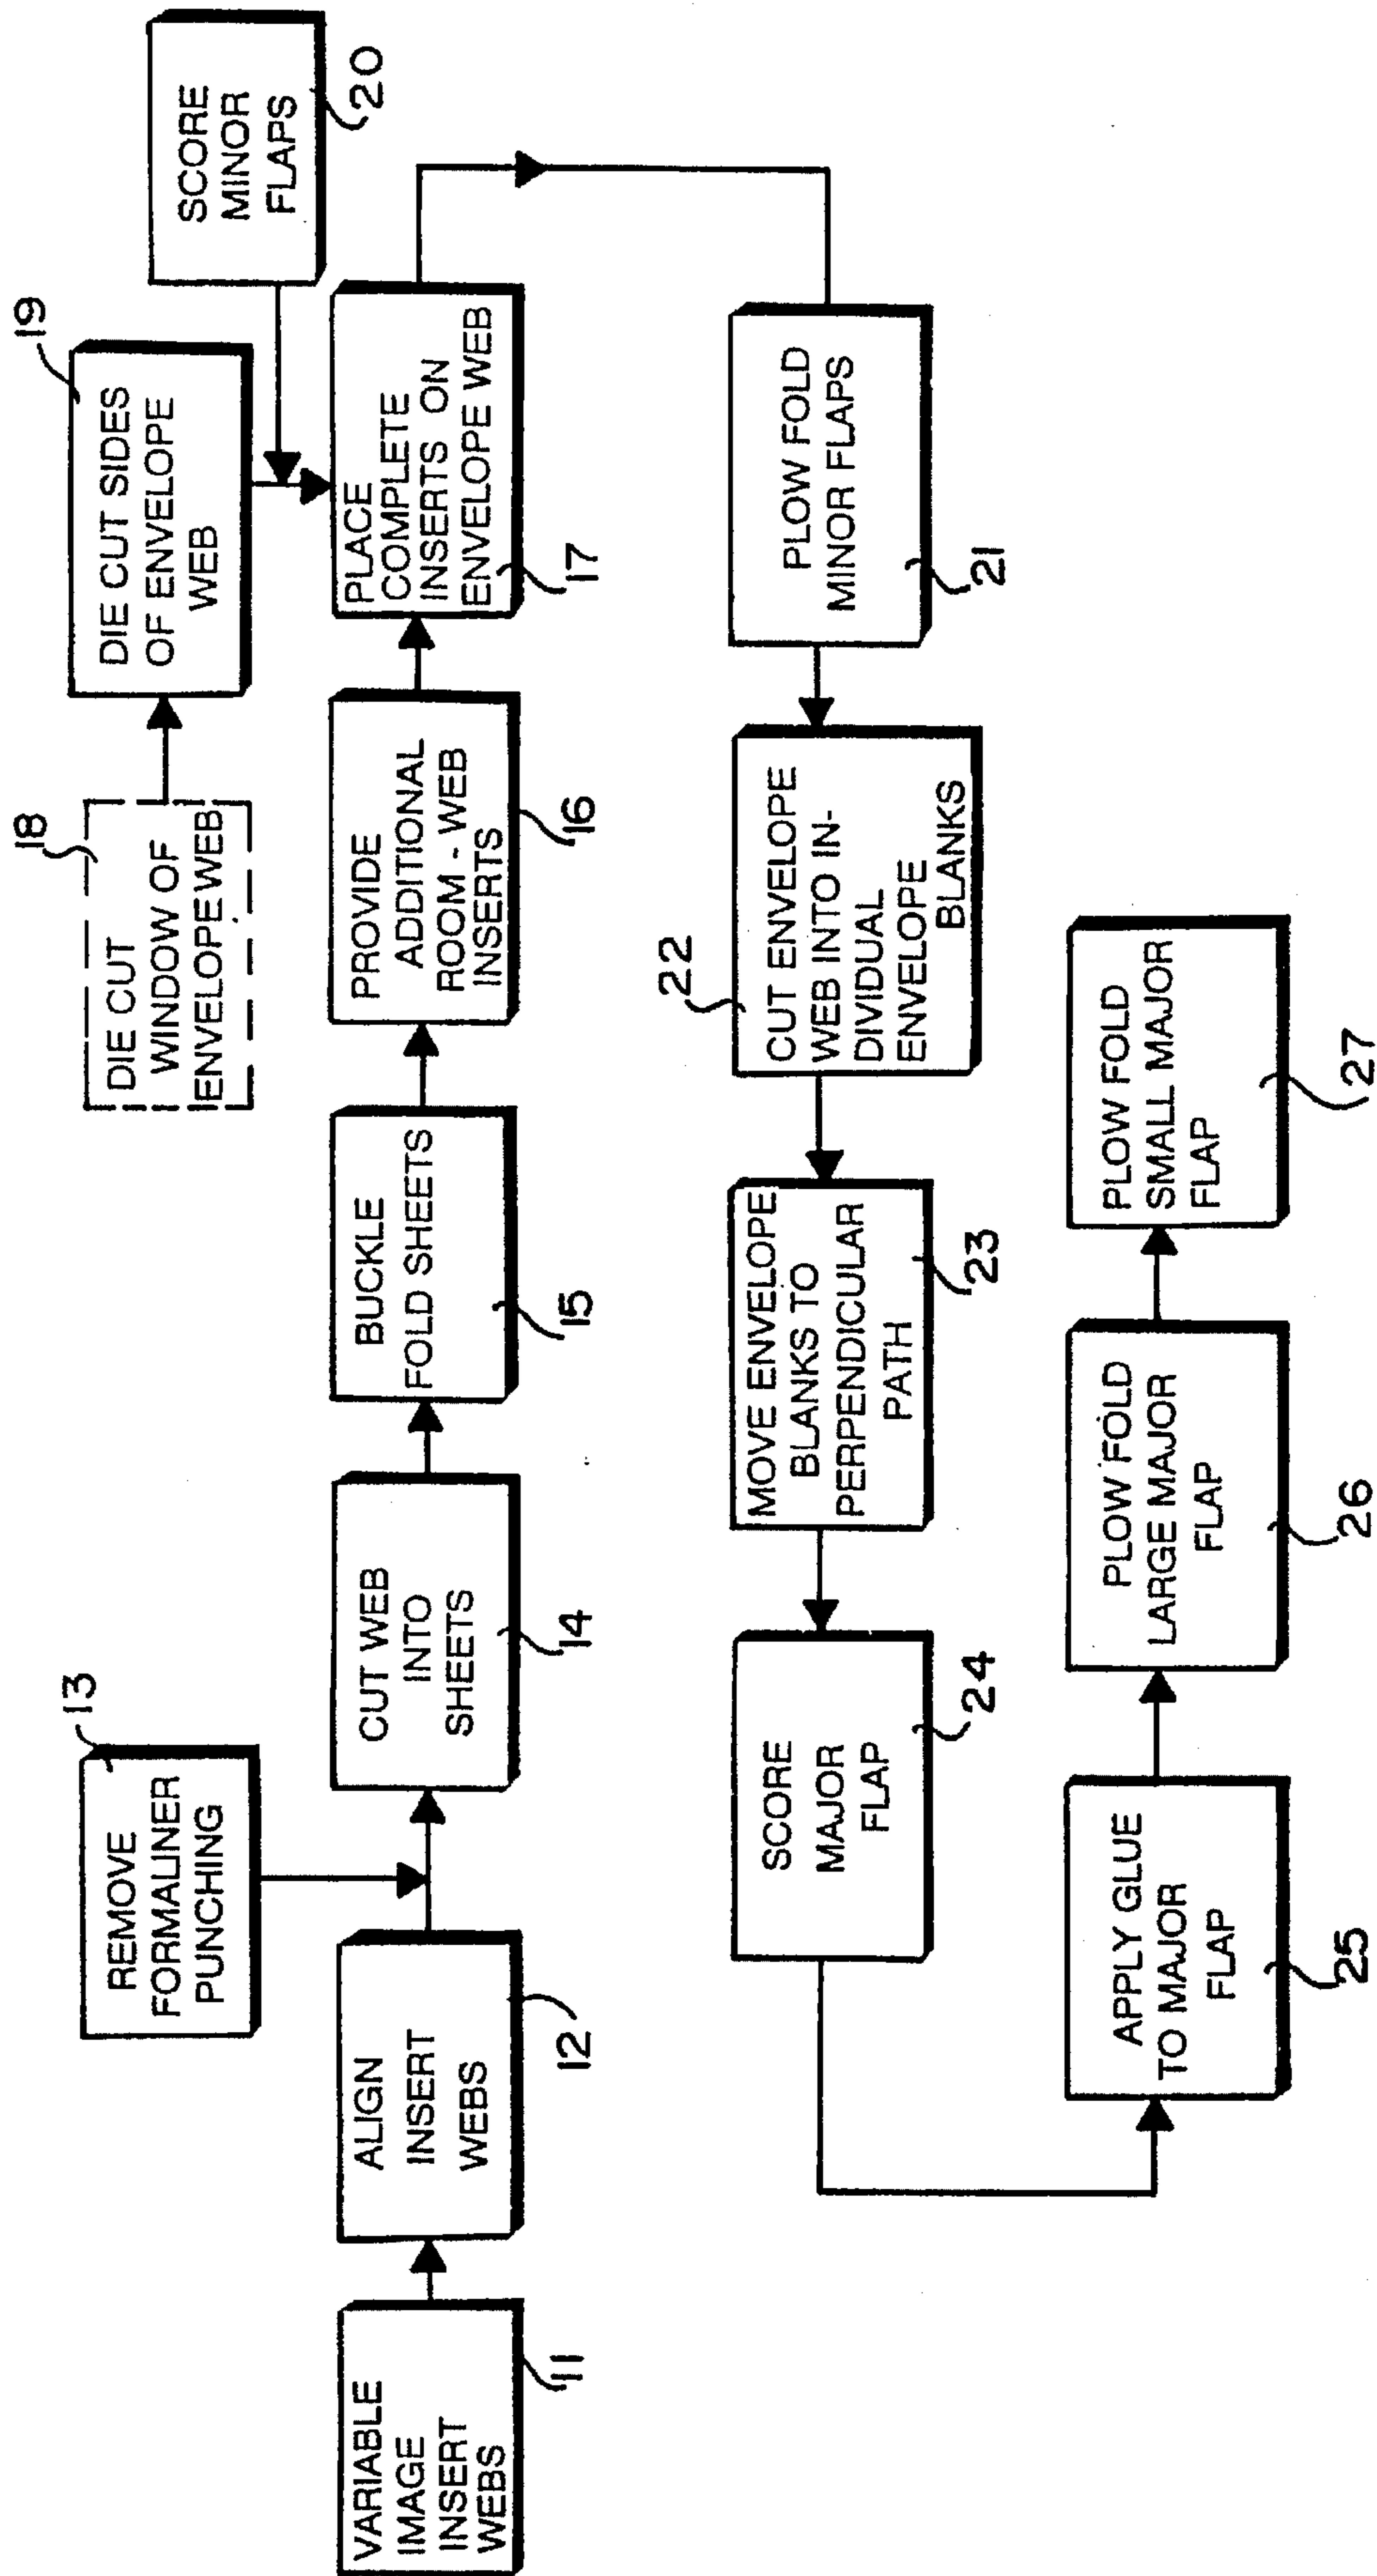 VARIABLE
IMAGE
INSERT
WEBS
11
ALIGN
INSERT
WEBS
12
REMOVE
FORMALINER
PUNCHING
13
CUT WEB
INTO
SHEETS
14
BUCKLE
FOLD SHEETS
15
PROVIDE
ADDITIONAL
ROOM - WEB
INSERTS
16
PLACE
COMPLETE
INSERTS ON
ENVELOPE WEB
17
DIE CUT
WINDOW OF
ENVELOPE WEB
18
DIE CUT SIDES
OF ENVELOPE
WEB
19
SCORE
MINOR
FLAPS
20
PLOW FOLD
MINOR FLAPS
21
CUT ENVELOPE
WEB INTO IN-
DIVIDUAL
ENVELOPE
BLANKS
22
MOVE ENVELOPE
BLANKS TO
PERPENDICULAR
PATH
23
SCORE
MAJOR
FLAP
24
APPLY GLUE
TO MAJOR
FLAP
25
PLOW FOLD
LARGE MAJOR
FLAP
26
PLOW FOLD
SMALL MAJOR
FLAP
27